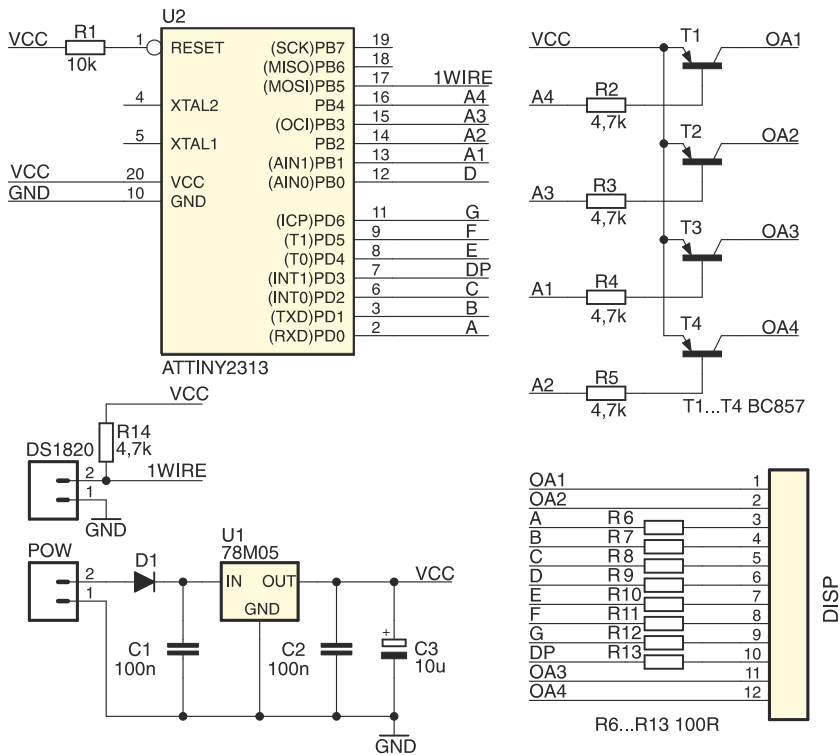 U2
VCC
R1
10k
1
RESET
4
XTAL2
5
XTAL1
VCC
20
VCC
GND
10
GND
(SCK)PB7
19
(MISO)PB6
18
(MOSI)PB5
17
1WIRE
PB4
16
A4
(OCI)PB3
15
A3
PB2
14
A2
(AIN1)PB1
13
A1
(AIN0)PB0
12
D
(ICP)PD6
11
G
(T1)PD5
9
F
(T0)PD4
8
E
(INT1)PD3
7
DP
(INT0)PD2
6
C
(TXD)PD1
3
B
(RXD)PD0
2
A
ATTINY2313
VCC
T1
OA1
A4
R2
4,7k
T2
OA2
A3
R3
4,7k
T3
OA3
A1
R4
4,7k
T4
OA4
A2
R5
4,7k
T1...T4 BC857
VCC
R14
4,7k
DS1820
2
1WIRE
1
GND
POW
2
1
D1
U1
78M05
IN
OUT
GND
VCC
C1
100n
C2
100n
+
C3
10u
GND
OA1
1
OA2
2
A
R6
3
B
R7
4
C
R8
5
D
R9
6
E
R10
7
F
R11
8
G
R12
9
DP
R13
10
OA3
11
OA4
12
DISP
R6...R13 100R